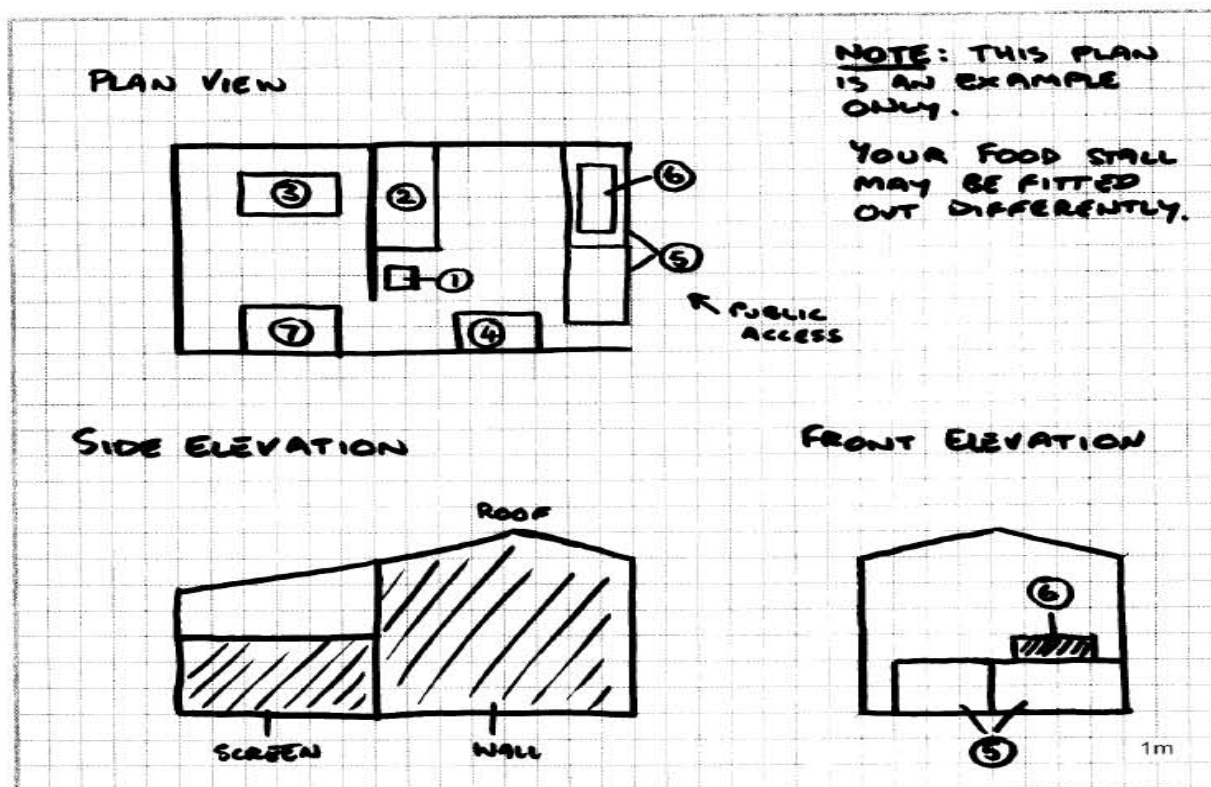 PLAN VIEW
NOTE: THIS PLAN
IS AN EXAMPLE
ONLY.
YOUR FOOD STALL
MAY BE FITTED
OUT DIFFERENTLY.
3
2
6
5
1
7
4
PUBLIC
ACCESS
SIDE ELEVATION
FRONT ELEVATION
ROOF
6
SCREEN
WALL
5
1m